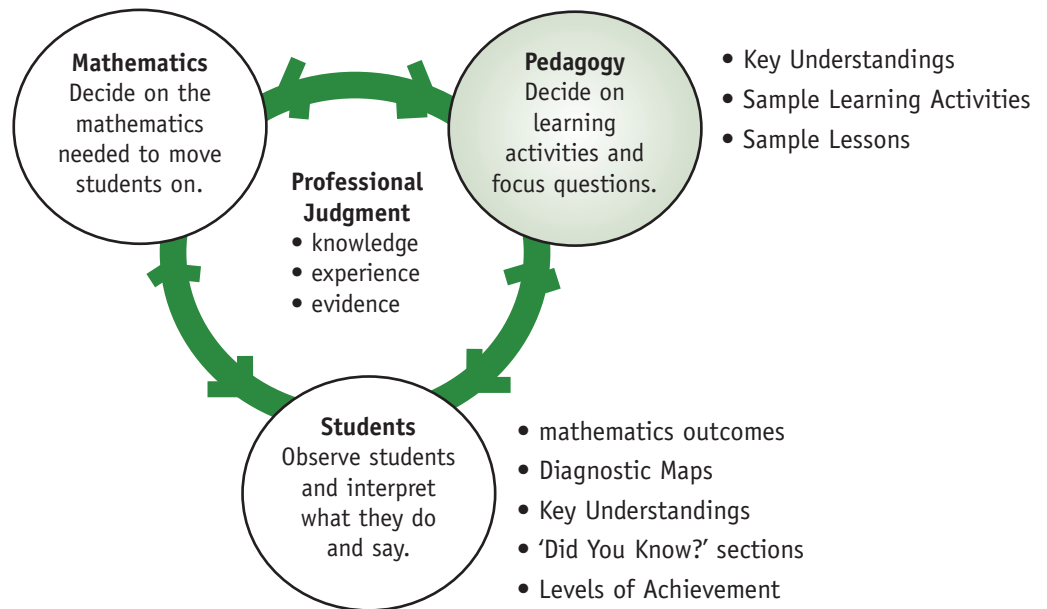 Mathematics
Decide on the
mathematics
needed to move
students on.
Pedagogy
Decide on
learning
activities and
focus questions.
• Key Understandings
• Sample Learning Activities
• Sample Lessons
Professional
Judgment
• knowledge
• experience
• evidence
Students
Observe students
and interpret
what they do
and say.
• mathematics outcomes
• Diagnostic Maps
• Key Understandings
• ‘Did You Know?’ sections
• Levels of Achievement